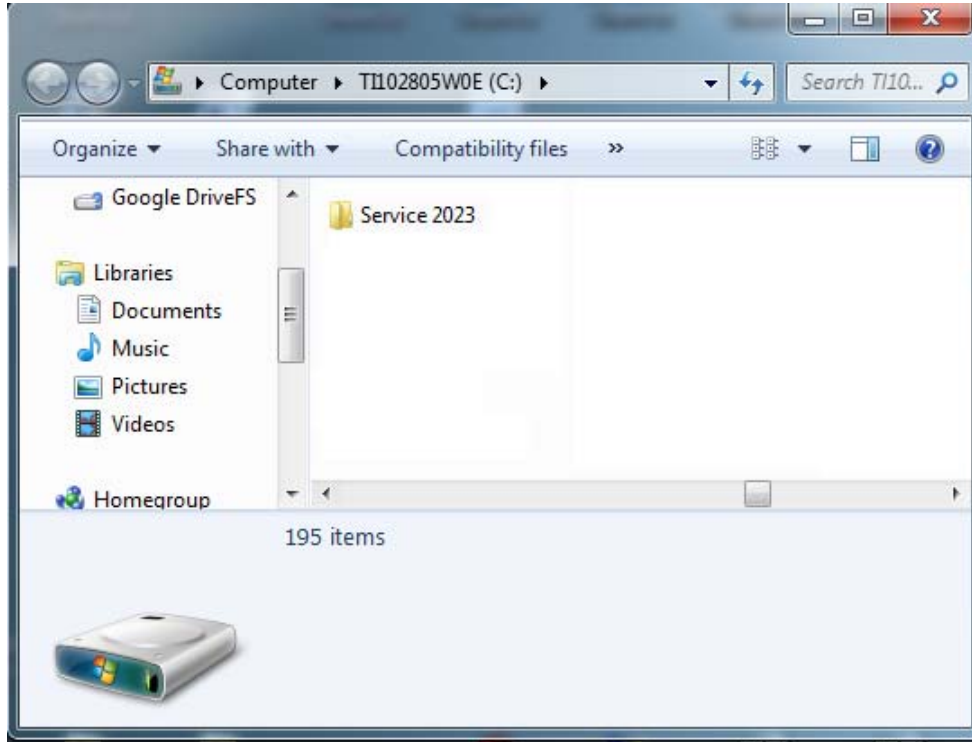 Computer ▸ TI102805W0E (C:) ▸ Search TI10...
Organize Share with Compatibility files »
Google DriveFS
Service 2023
Libraries
Documents
Music
Pictures
Videos
Homegroup
195 items